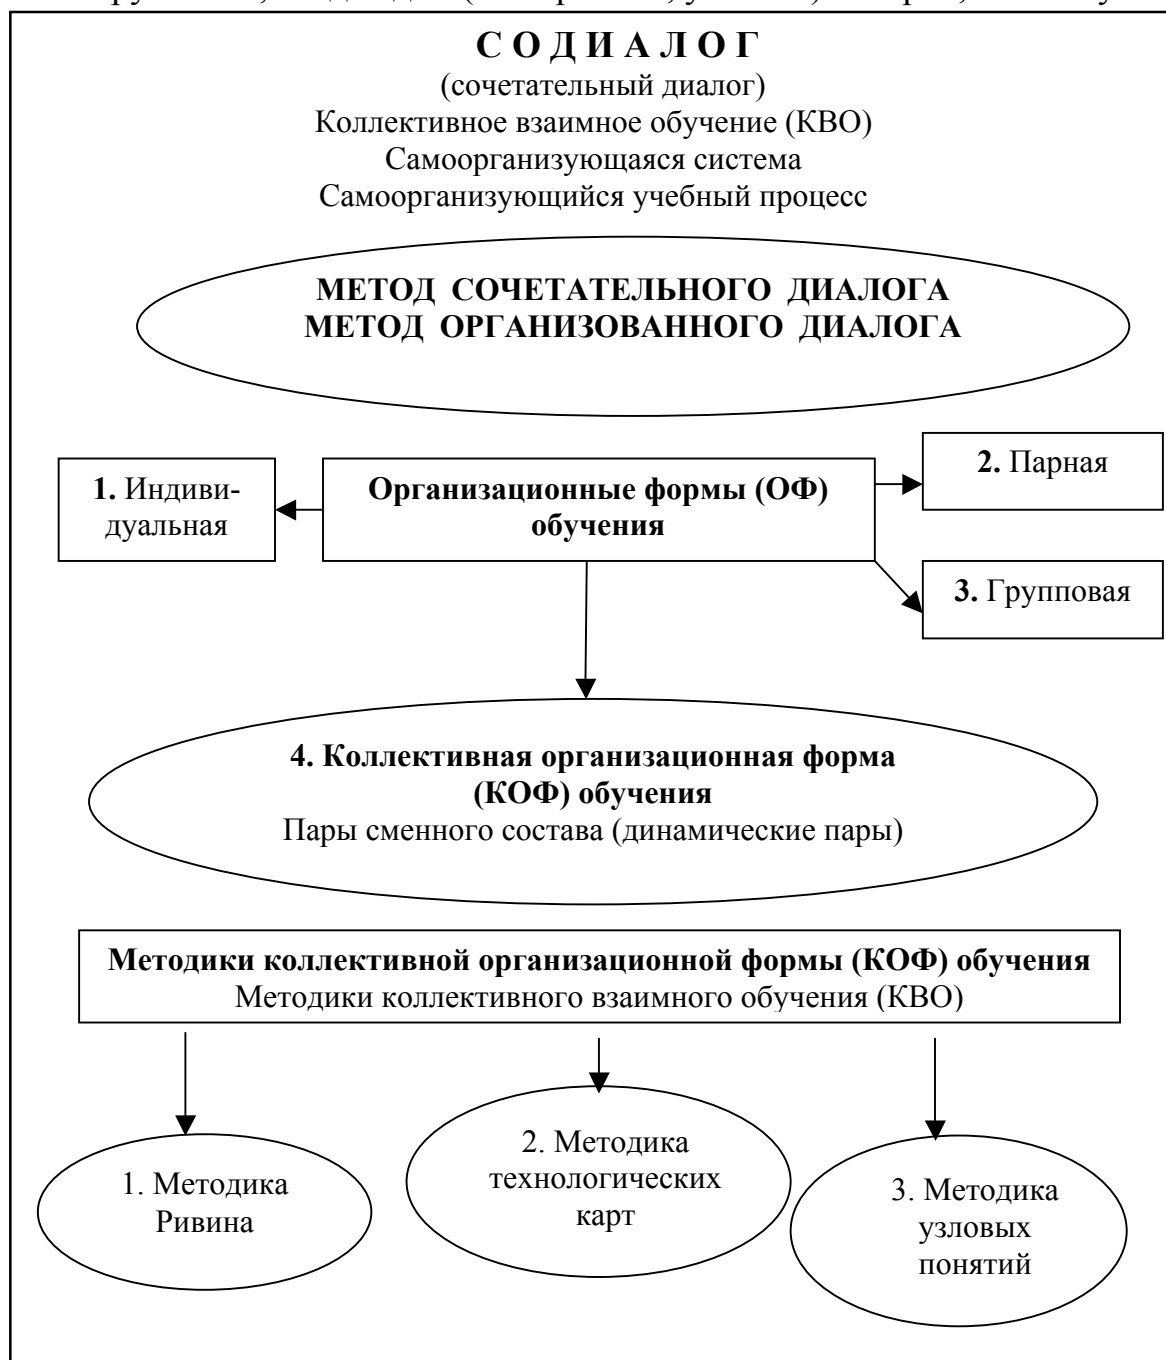 С О Д И А Л О Г
(сочетательный диалог)
Коллективное взаимное обучение (КВО)
Самоорганизующаяся система
Самоорганизующийся учебный процесс
МЕТОД СОЧЕТАТЕЛЬНОГО ДИАЛОГА
МЕТОД ОРГАНИЗОВАННОГО ДИАЛОГА
1. Индиви-
дуальная
Организационные формы (ОФ)
обучения
2. Парная
3. Групповая
4. Коллективная организационная форма
(КОФ) обучения
Пары сменного состава (динамические пары)
Методики коллективной организационной формы (КОФ) обучения
Методики коллективного взаимного обучения (КВО)
1. Методика
Ривина
2. Методика
технологических
карт
3. Методика
узловых
понятий